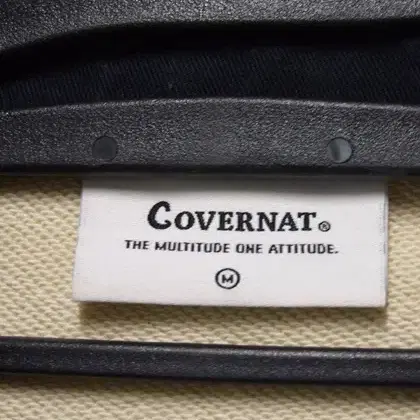 COVERNAT®
THE MULTITUDE ONE ATTITUDE.
M